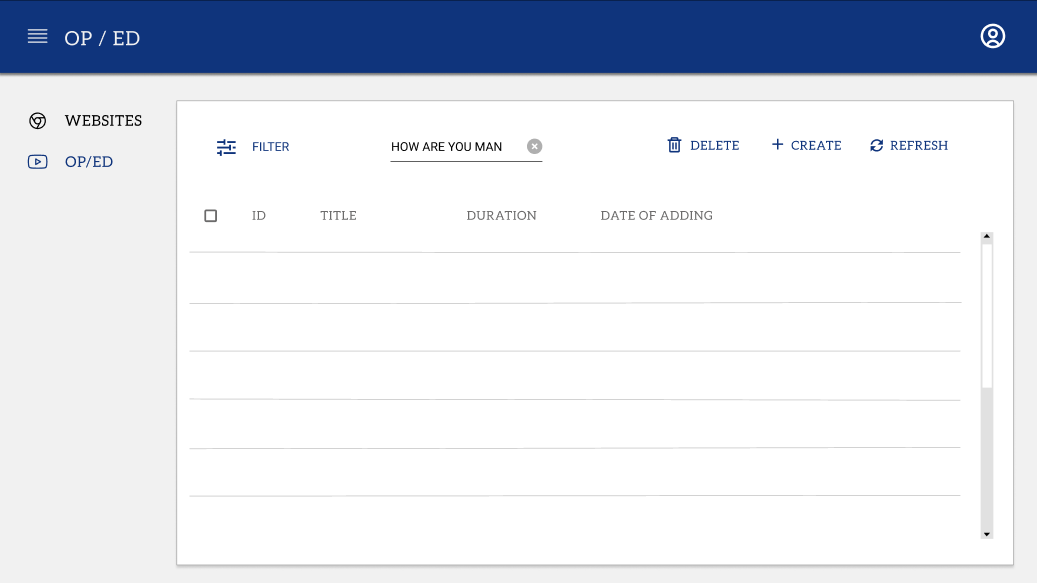 OP / ED
WEBSITES
OP/ED
FILTER HOW ARE YOU MAN DELETE CREATE REFRESH
ID TITLE DURATION DATE OF ADDING